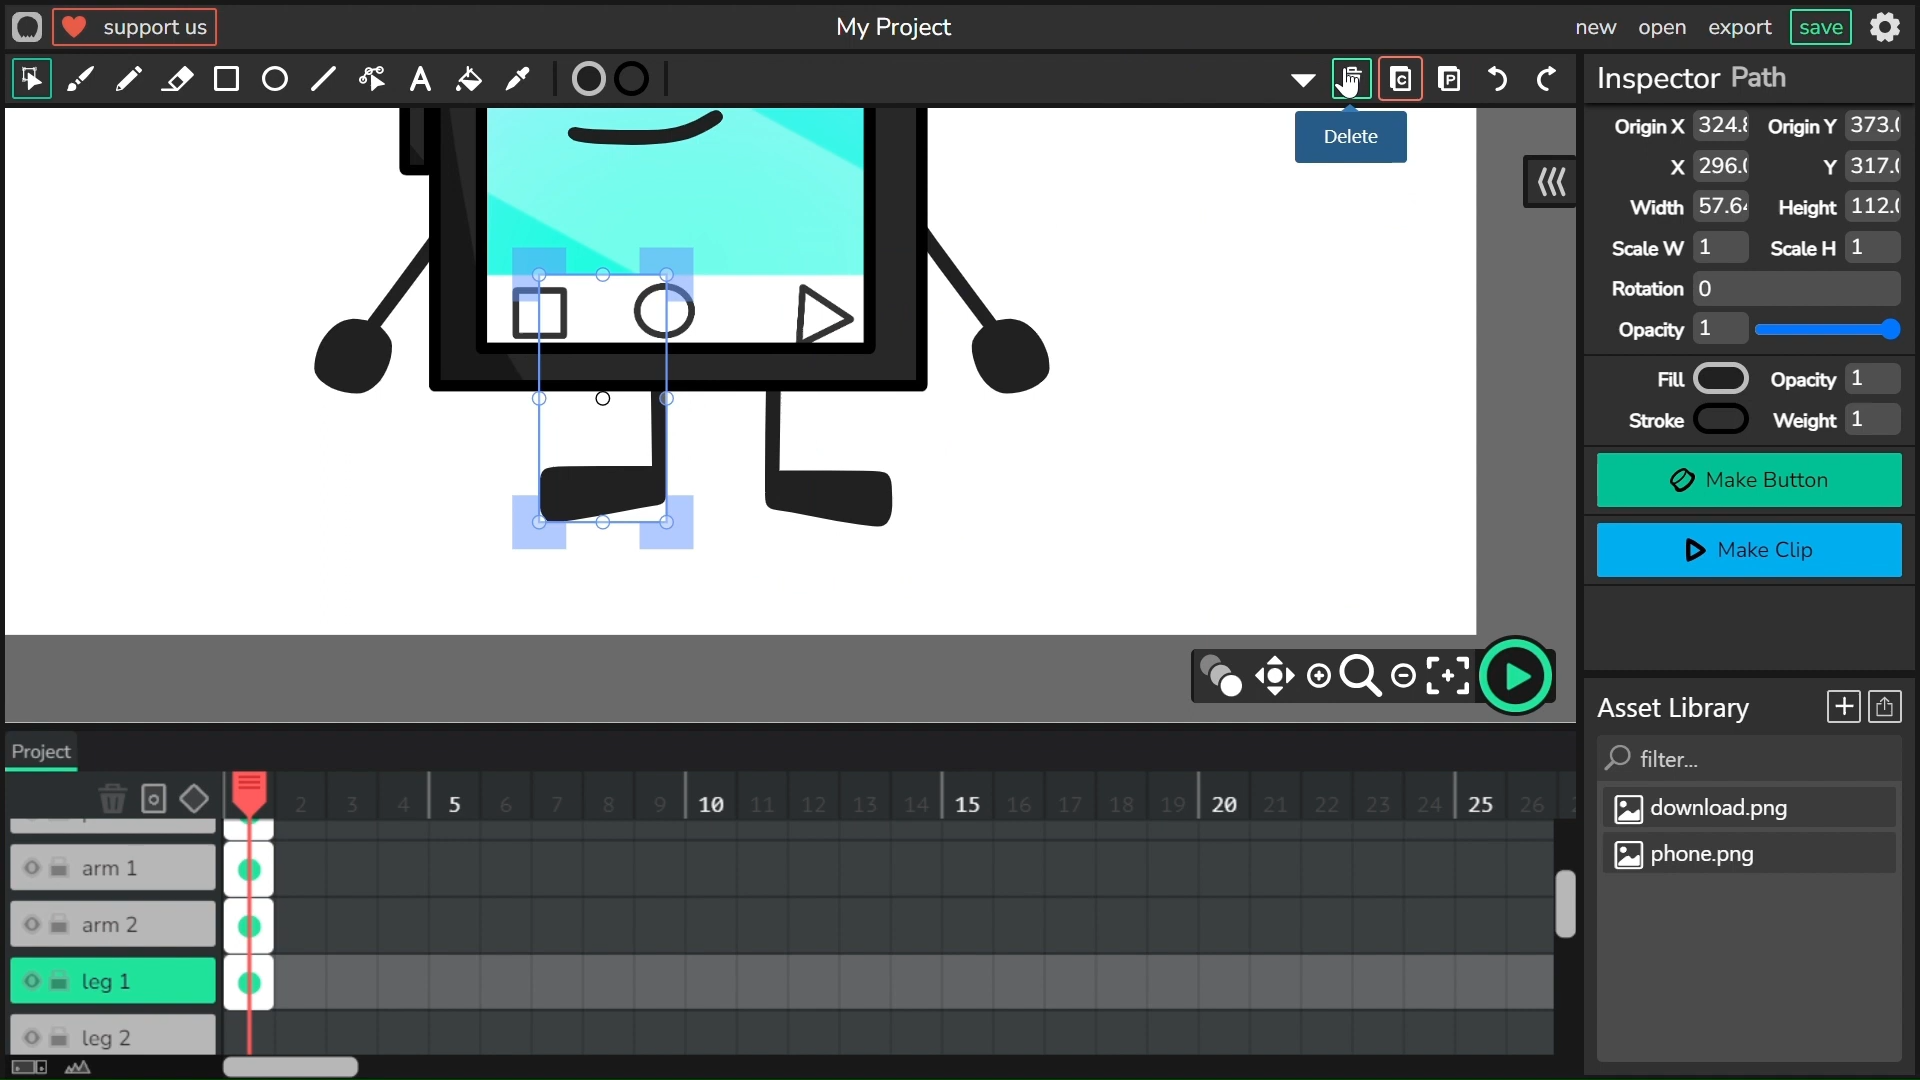 support us
My Project
new open export save
Delete
Inspector Path
Origin X 324.8 Origin Y 373.0
X 296.0 Y 317.0
Width 57.64 Height 112.0
Scale W 1 Scale H 1
Rotation 0
Opacity 1
Fill Opacity 1
Stroke Weight 1
Make Button
Make Clip
Asset Library
filter...
download.png
phone.png
Project
2 3 4 5 6 7 8 9 10 11 12 13 14 15 16 17 18 19 20 21 22 23 24 25 26
arm 1
arm 2
leg 1
leg 2